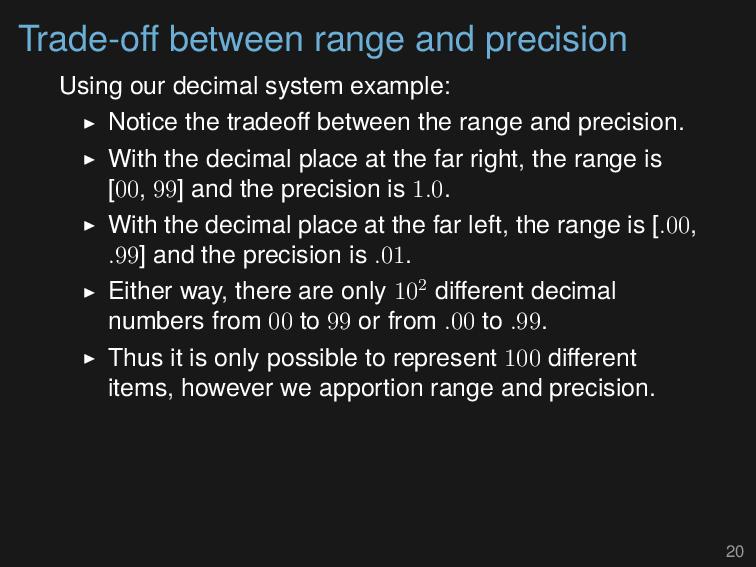 Trade-off between range and precision
Using our decimal system example:
▶ Notice the tradeoff between the range and precision.
▶ With the decimal place at the far right, the range is
[00, 99] and the precision is 1.0.
▶ With the decimal place at the far left, the range is [.00,
.99] and the precision is .01.
▶ Either way, there are only 10² different decimal
numbers from 00 to 99 or from .00 to .99.
▶ Thus it is only possible to represent 100 different
items, however we apportion range and precision.
20